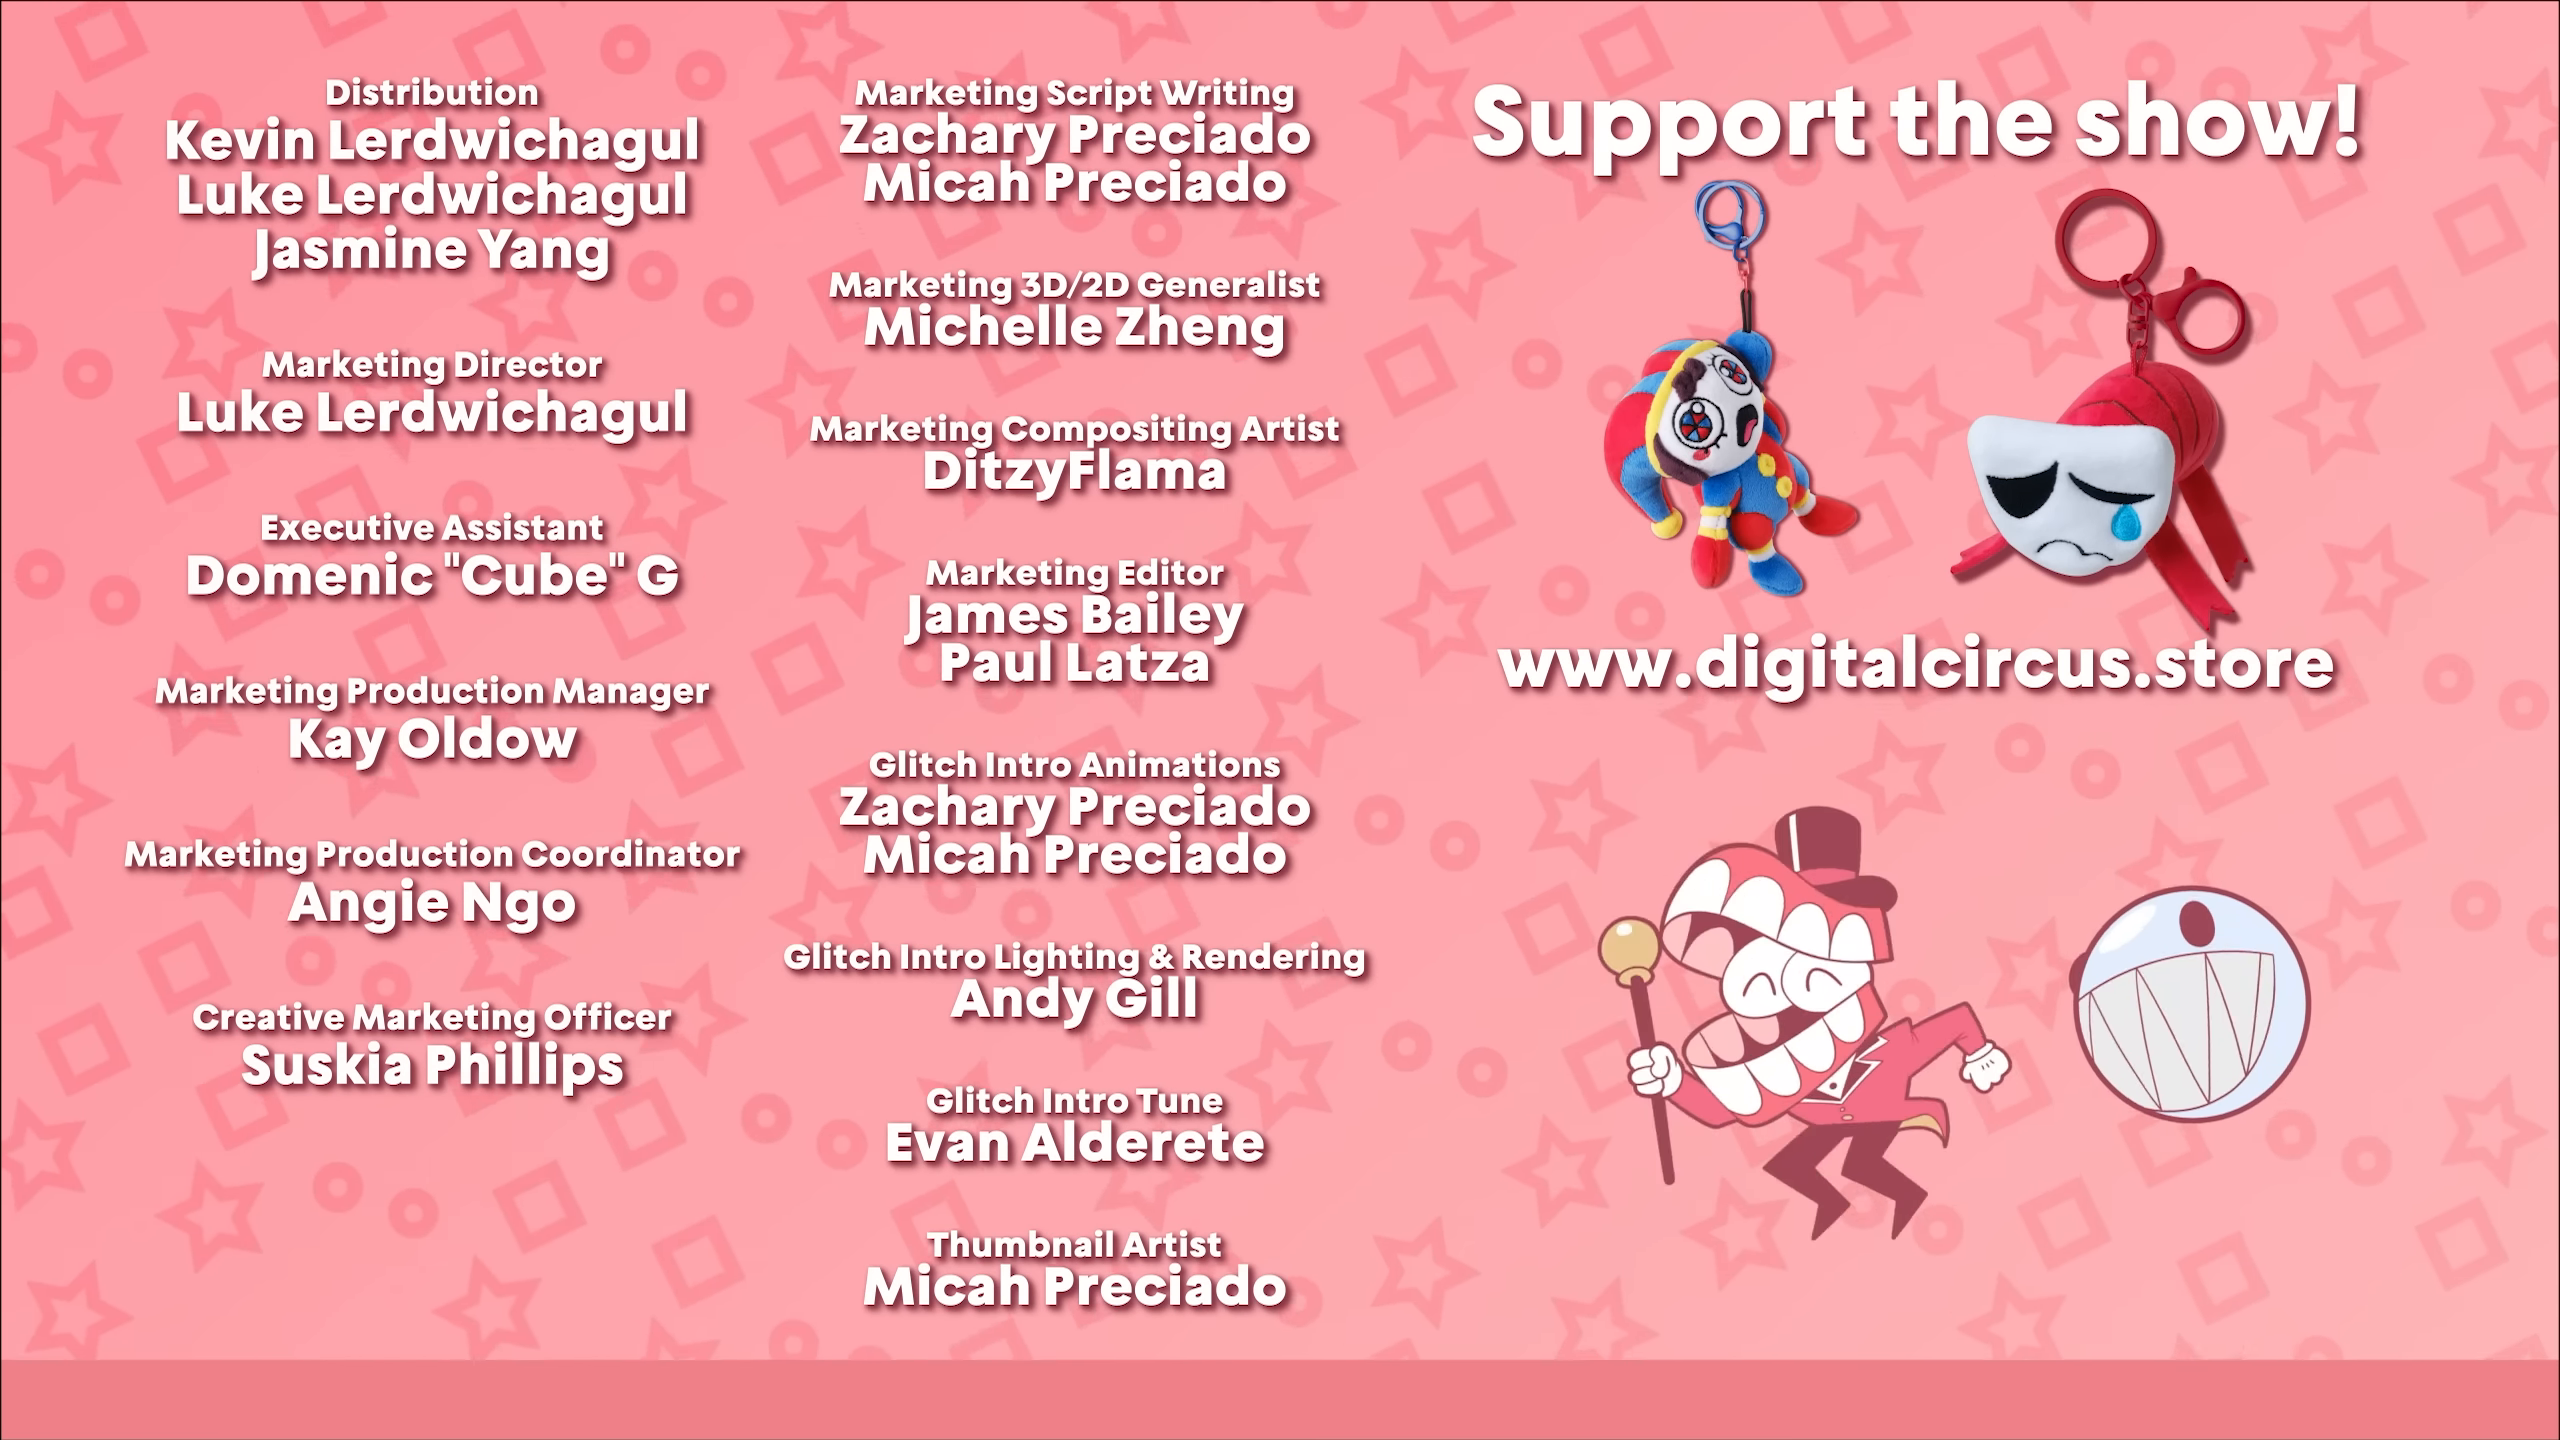 Distribution
Kevin Lerdwichagul
Luke Lerdwichagul
Jasmine Yang
Marketing Director
Luke Lerdwichagul
Executive Assistant
Domenic "Cube" G
Marketing Production Manager
Kay Oldow
Marketing Production Coordinator
Angie Ngo
Creative Marketing Officer
Suskia Phillips
Marketing Script Writing
Zachary Preciado
Micah Preciado
Marketing 3D/2D Generalist
Michelle Zheng
Marketing Compositing Artist
DitzyFlama
Marketing Editor
James Bailey
Paul Latza
Glitch Intro Animations
Zachary Preciado
Micah Preciado
Glitch Intro Lighting & Rendering
Andy Gill
Glitch Intro Tune
Evan Alderete
Thumbnail Artist
Micah Preciado
Support the show!
www.digitalcircus.store